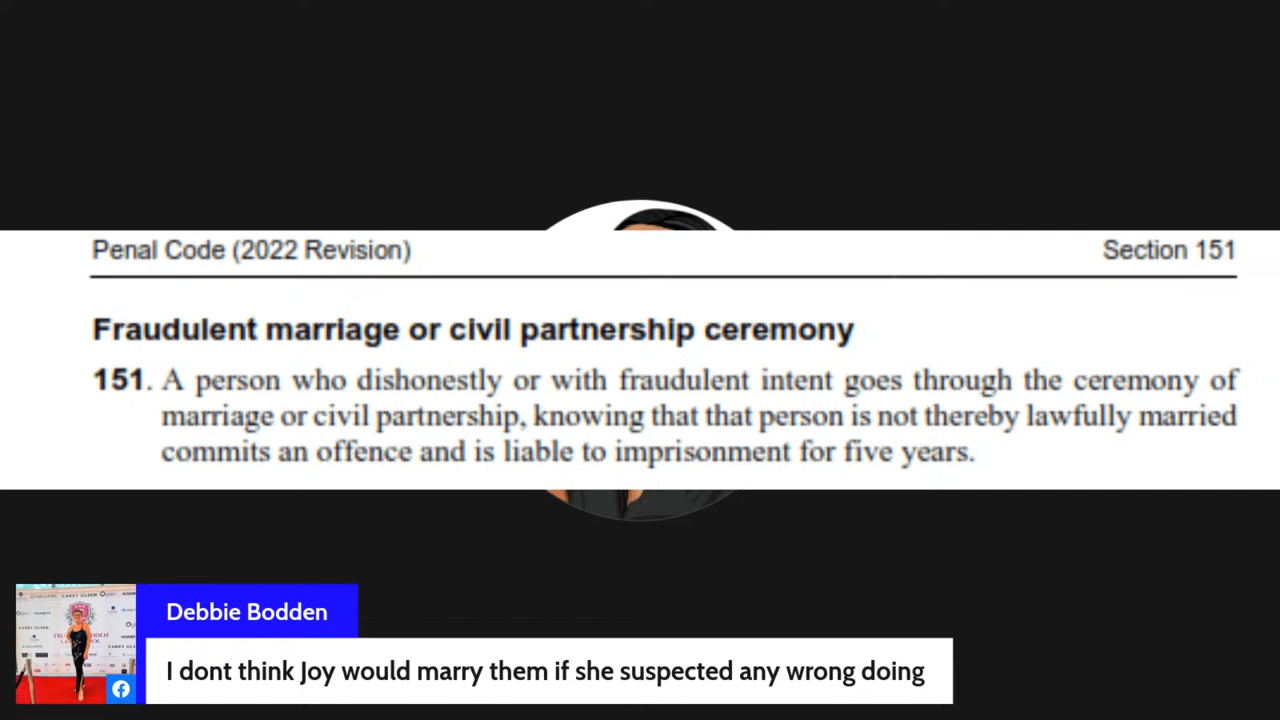 Penal Code (2022 Revision) Section 151
Fraudulent marriage or civil partnership ceremony
151. A person who dishonestly or with fraudulent intent goes through the ceremony of
marriage or civil partnership, knowing that that person is not thereby lawfully married
commits an offence and is liable to imprisonment for five years.
CAREY OLSEN
Debbie Bodden
I dont think Joy would marry them if she suspected any wrong doing